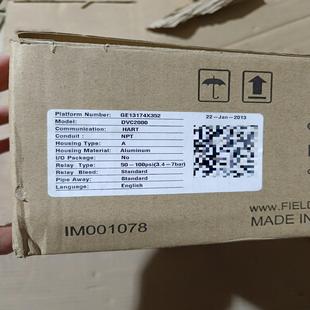 Platform Number: GE13174X352
22-Jan-2013
Model: DVC2000
Communication: HART
Conduit: NPT
Housing Type: A
Housing Material: Aluminum
I/O Package: No
Relay Type: 50-100psi(3.4-7bar)
Relay Bleed: Standard
Pipe Away: Standard
Language: English
IM001078
www.FIELD
MADE IN